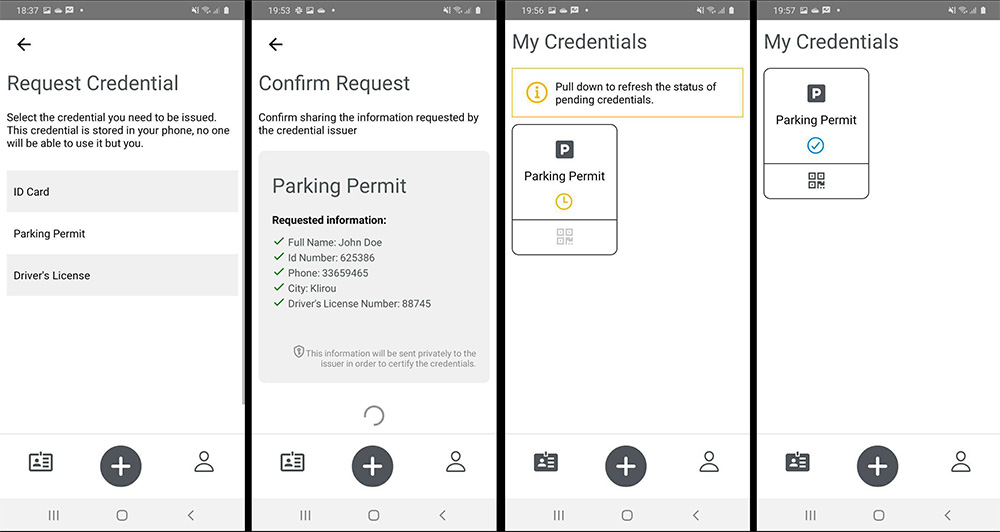 18:37
Request Credential
Select the credential you need to be issued.
This credential is stored in your phone, no one
will be able to use it but you.
ID Card
Parking Permit
Driver's License
19:53
Confirm Request
Confirm sharing the information requested by
the credential issuer
Parking Permit
Requested information:
Full Name: John Doe
Id Number: 625386
Phone: 33659465
City: Klirou
Driver's License Number: 88745
This information will be sent privately to the
issuer in order to certify the credentials.
19:56
My Credentials
Pull down to refresh the status of
pending credentials.
P
Parking Permit
19:57
My Credentials
P
Parking Permit